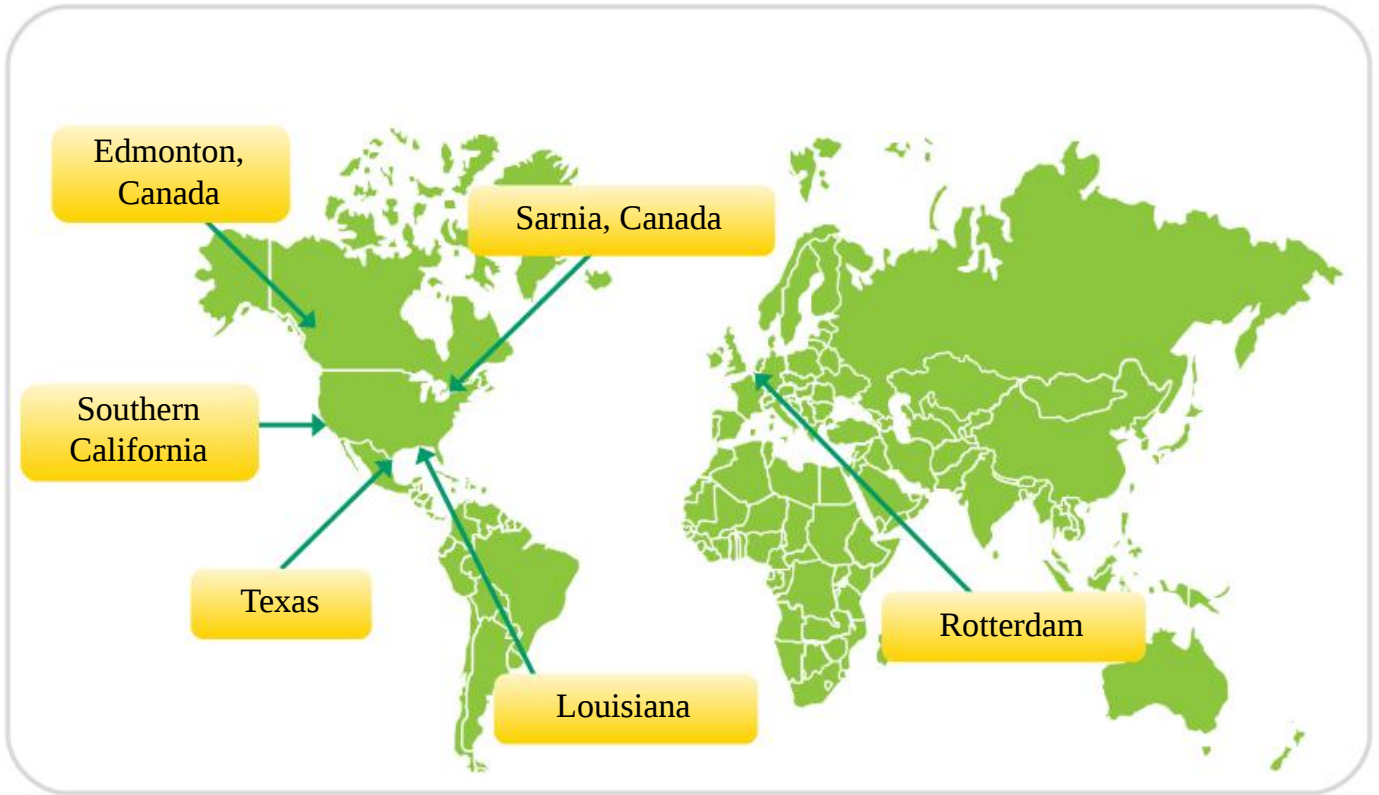 Edmonton,
Canada
Sarnia, Canada
Southern
California
Texas
Rotterdam
Louisiana